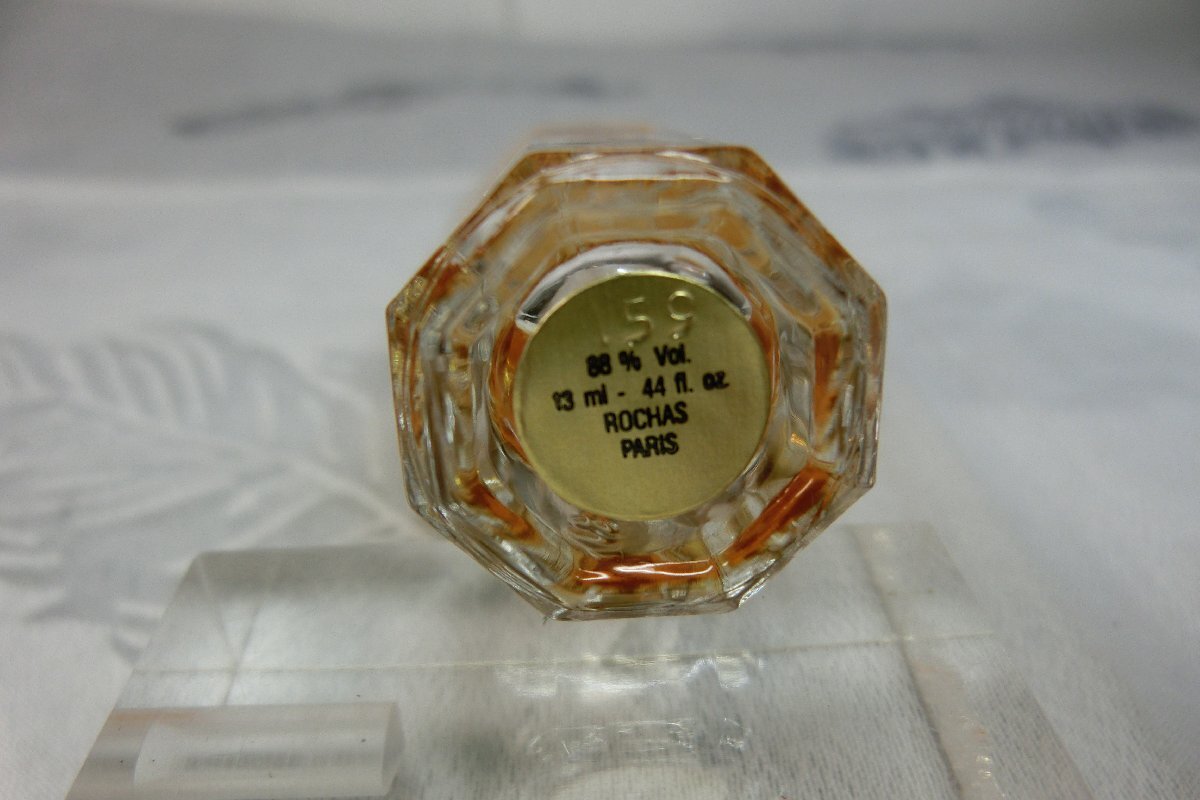 159
88 % Vol.
13 ml - 44 fl. oz
ROCHAS
PARIS